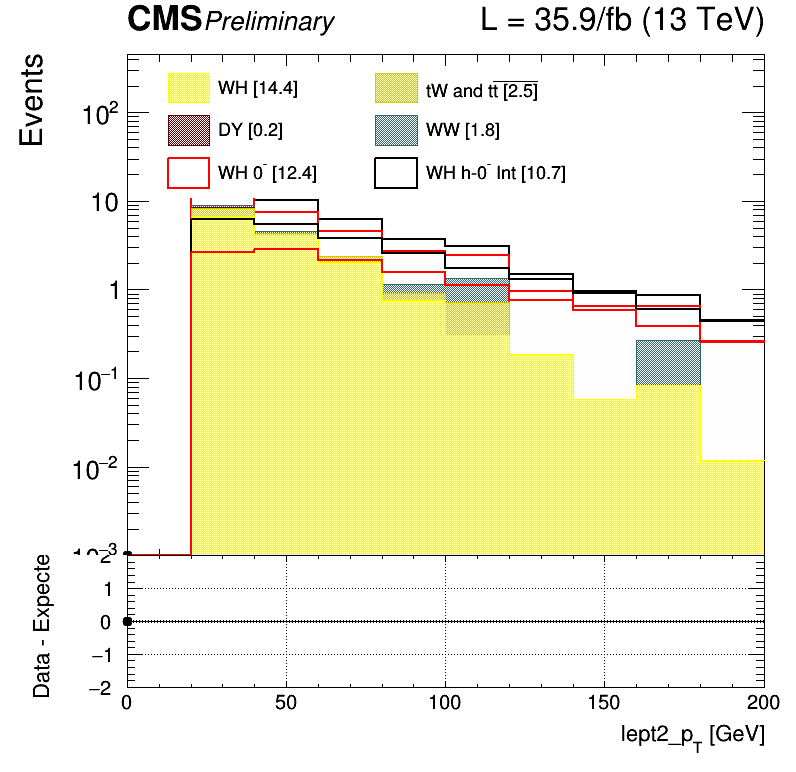 CMS Preliminary L = 35.9/fb (13 TeV)
Events
WH [14.4] tW and tt̅ [2.5]
DY [0.2] WW [1.8]
WH 0⁻ [12.4] WH h-0⁻ Int [10.7]
10²
10
1
10⁻¹
10⁻²
10⁻³
Data - Expecte
2
1
0
−1
−2
0 50 100 150 200
lept2_p_T [GeV]